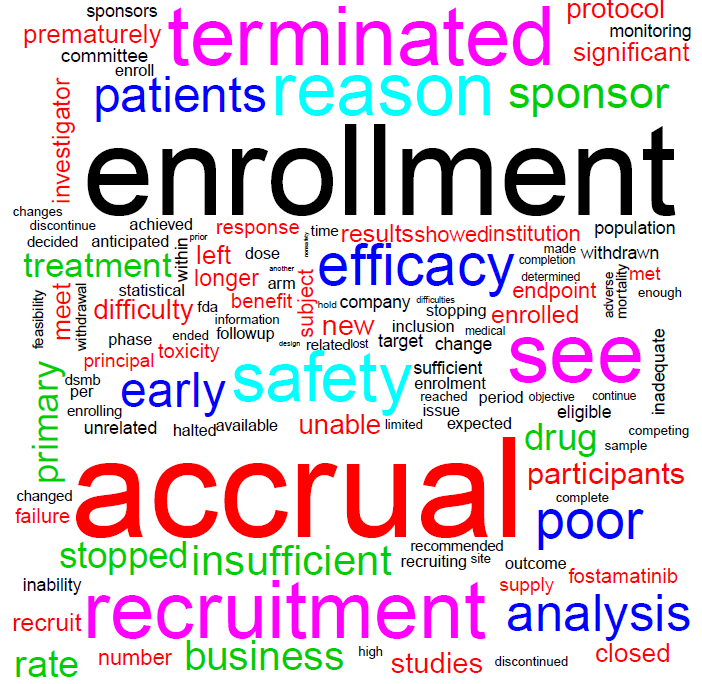 sponsors
prematurely
committee
enroll
terminated
protocol
monitoring
significant
investigator
patients
reason
sponsor
enrollment
changes
discontinue
achieved
decided
anticipated
within
prior
response
time
results
showed
institution
population
treatment
left
longer
dose
another
arm
nonsafety
efficacy
made
completion
withdrawn
determined
adverse
mortality
met
enough
feasibility
meet
withdrawal
statistical
difficulty
fda
benefit
information
subject
hold
company
difficulties
stopping
endpoint
enrolled
new
inclusion
medical
phase
ended
followup
design
related
lost
target
change
principal
toxicity
see
inadequate
primary
dsmb
per
early
safety
sufficient
enrolment
reached
period
objective
continue
enrolling
issue
eligible
unrelated
halted
available
unable
limited
expected
drug
competing
sample
accrual
participants
changed
failure
complete
poor
stopped
insufficient
recommended
recruiting
site
outcome
inability
supply
fostamatinib
recruit
recruitment
analysis
rate
number
business
high
studies
discontinued
closed